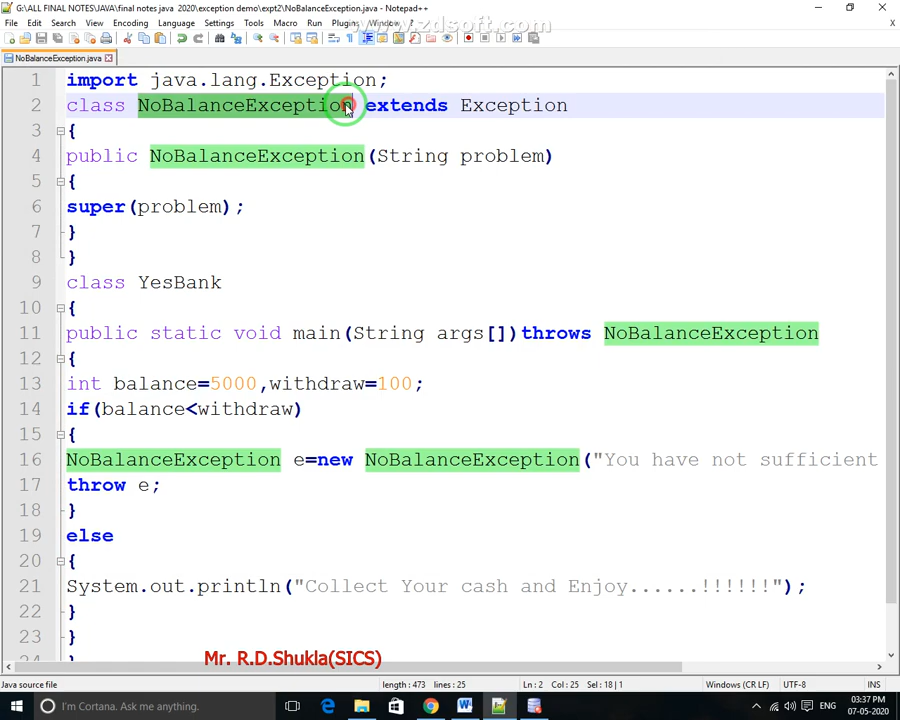 G:\ALL FINAL NOTES\JAVA\final notes java 2020\exception demo\expt2\NoBalanceException.java - Notepad++
www.zdsoft.com
File Edit Search View Encoding Language Settings Tools Macro Run Plugins Window ?
NoBalanceException.java
1 import java.lang.Exception;
2 class NoBalanceException extends Exception
3 {
4 public NoBalanceException(String problem)
5 {
6 super(problem);
7 }
8 }
9 class YesBank
10 {
11 public static void main(String args[])throws NoBalanceException
12 {
13 int balance=5000,withdraw=100;
14 if(balance<withdraw)
15 {
16 NoBalanceException e=new NoBalanceException("You have not sufficient
17 throw e;
18 }
19 else
20 {
21 System.out.println("Collect Your cash and Enjoy......!!!!!!");
22 }
23 }
24 }
Mr. R.D.Shukla(SICS)
Java source file length : 473 lines : 25 Ln : 2 Col : 25 Sel : 18 | 1 Windows (CR LF) UTF-8 INS
I'm Cortana. Ask me anything. ENG 03:37 PM
07-05-2020